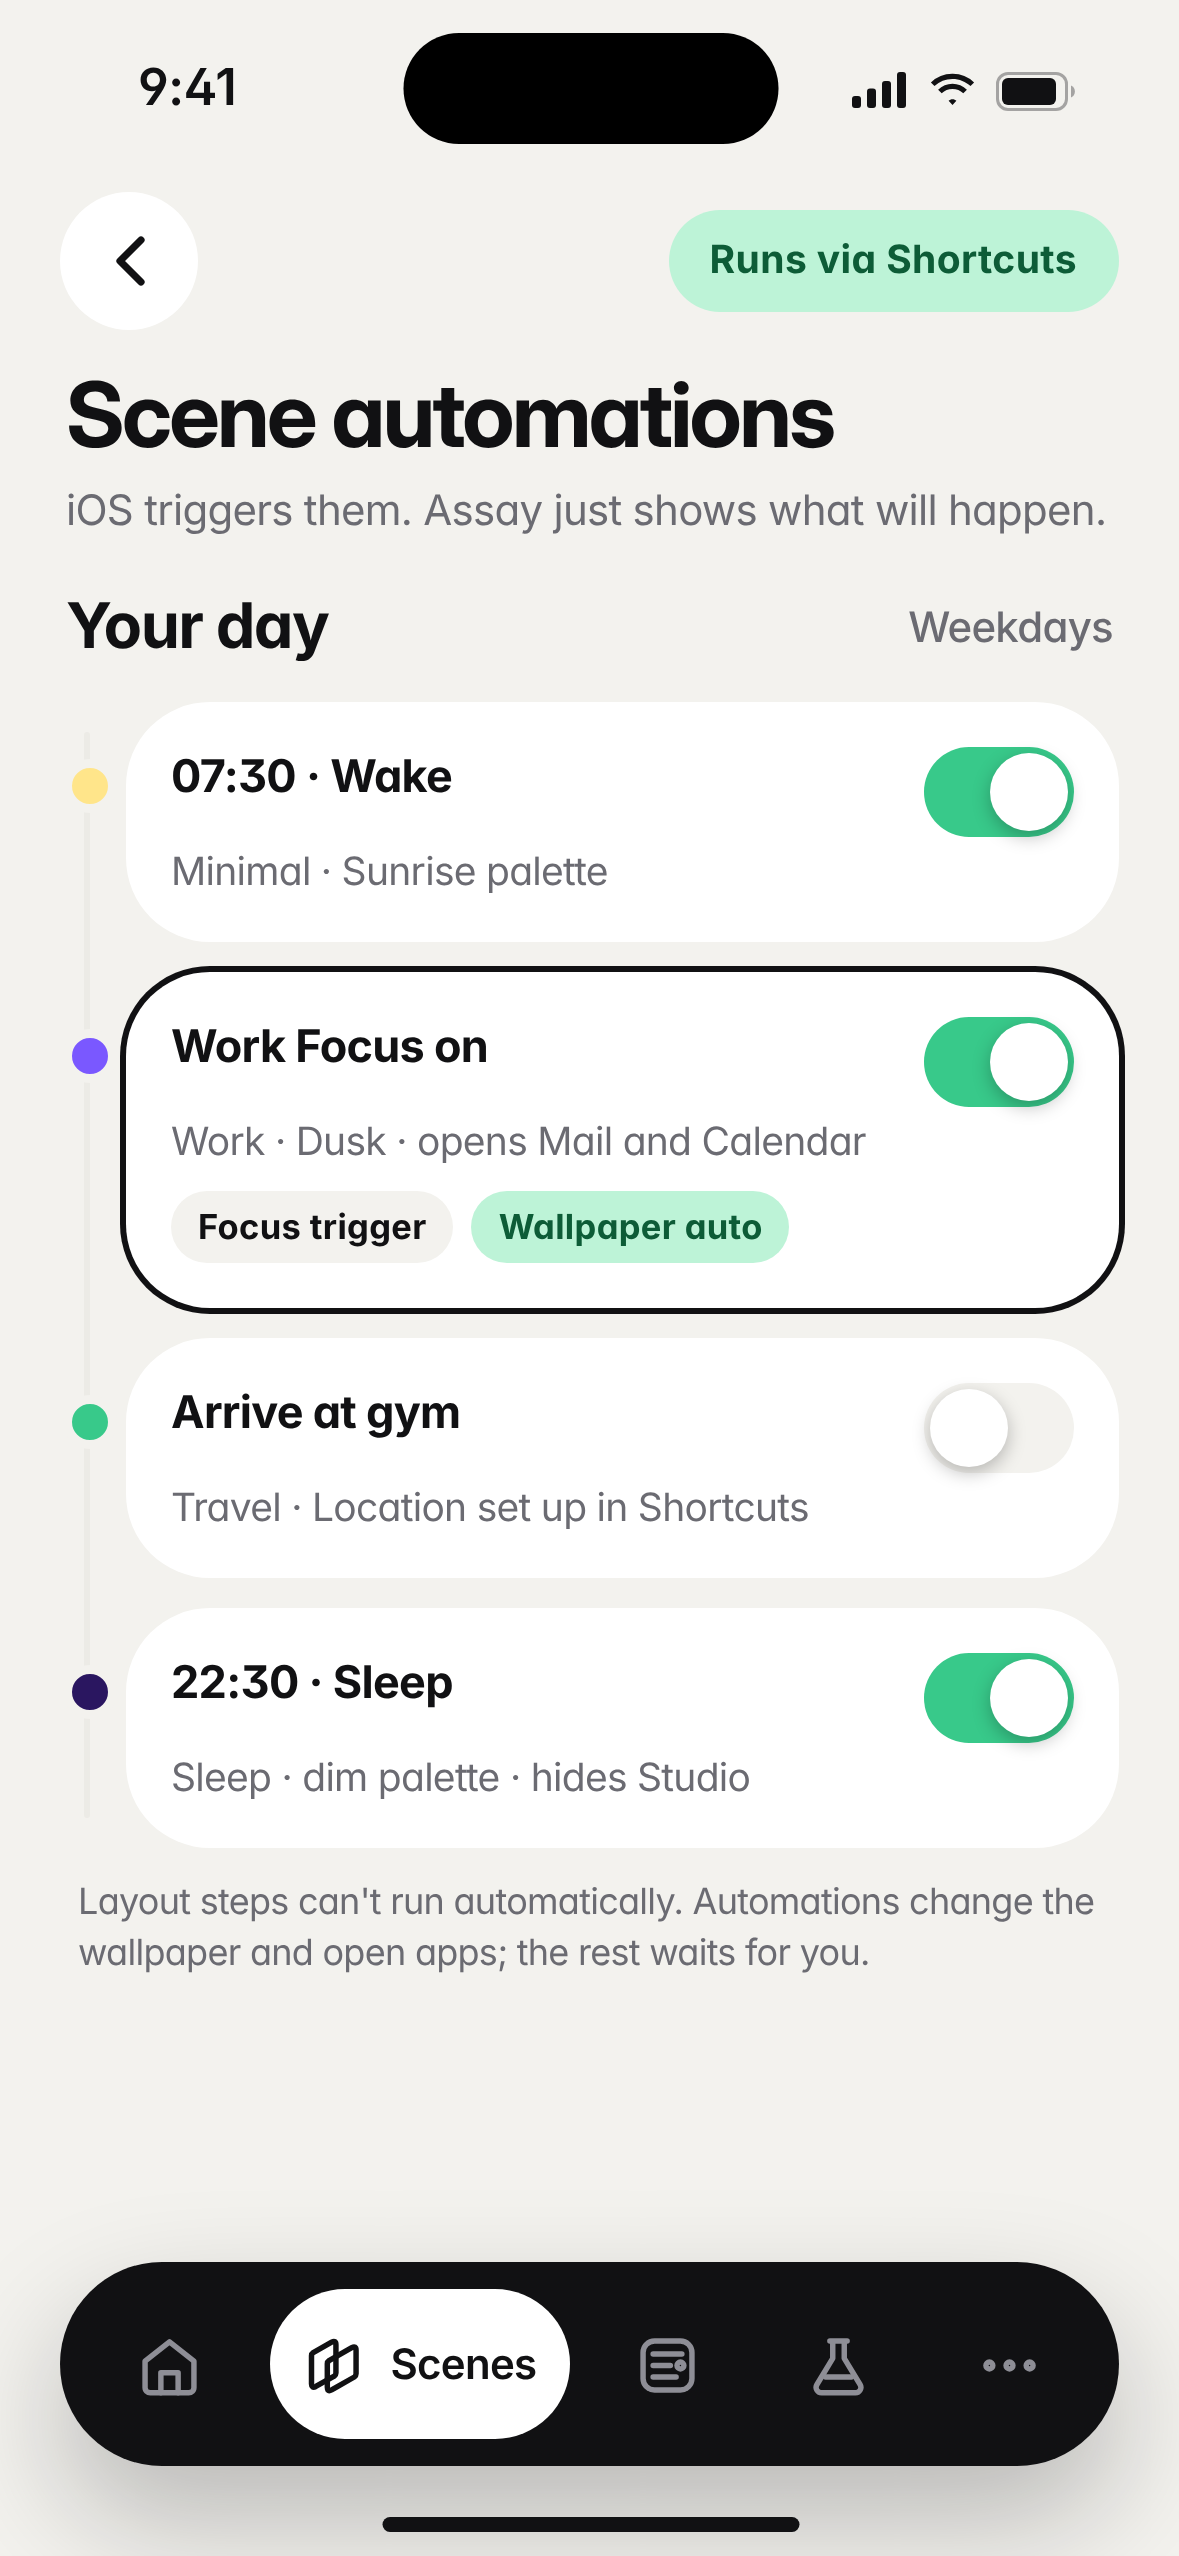 9:41
Runs via Shortcuts
Scene automations
iOS triggers them. Assay just shows what will happen.
Your day
Weekdays
07:30 · Wake
Minimal · Sunrise palette
Work Focus on
Work · Dusk · opens Mail and Calendar
Focus trigger
Wallpaper auto
Arrive at gym
Travel · Location set up in Shortcuts
22:30 · Sleep
Sleep · dim palette · hides Studio
Layout steps can't run automatically. Automations change the
wallpaper and open apps; the rest waits for you.
Scenes